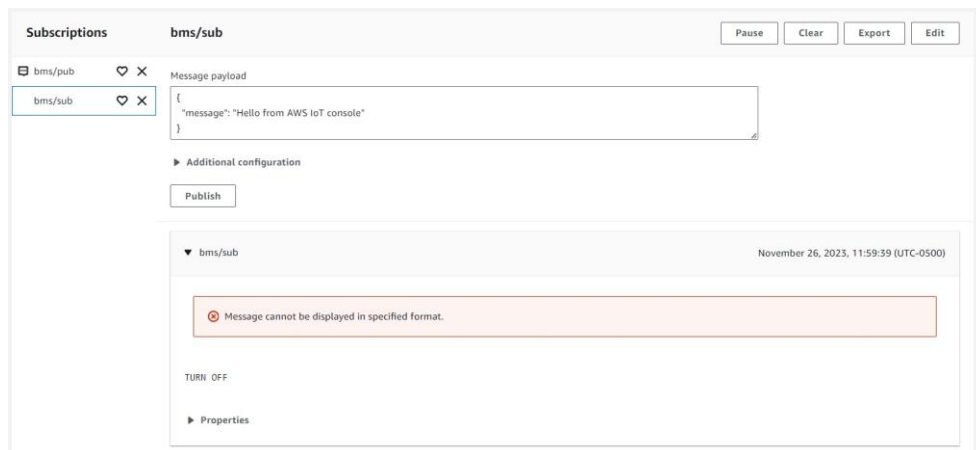 Subscriptions
bms/sub
Pause
Clear
Export
Edit
bms/pub
bms/sub
Message payload
{
"message": "Hello from AWS IoT console"
}
Additional configuration
Publish
bms/sub
November 26, 2023, 11:59:39 (UTC-0500)
Message cannot be displayed in specified format.
TURN OFF
Properties